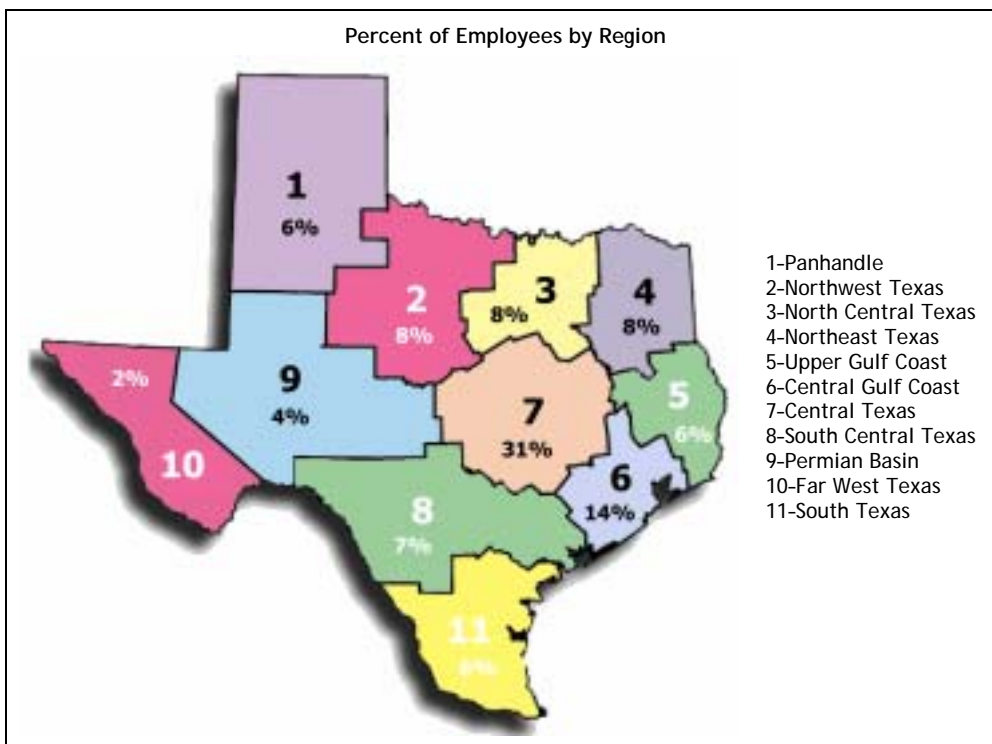 Percent of Employees by Region
1
6%
2
8%
3
8%
4
8%
5
6%
6
14%
7
31%
8
7%
9
4%
10
2%
11
1-Panhandle
2-Northwest Texas
3-North Central Texas
4-Northeast Texas
5-Upper Gulf Coast
6-Central Gulf Coast
7-Central Texas
8-South Central Texas
9-Permian Basin
10-Far West Texas
11-South Texas